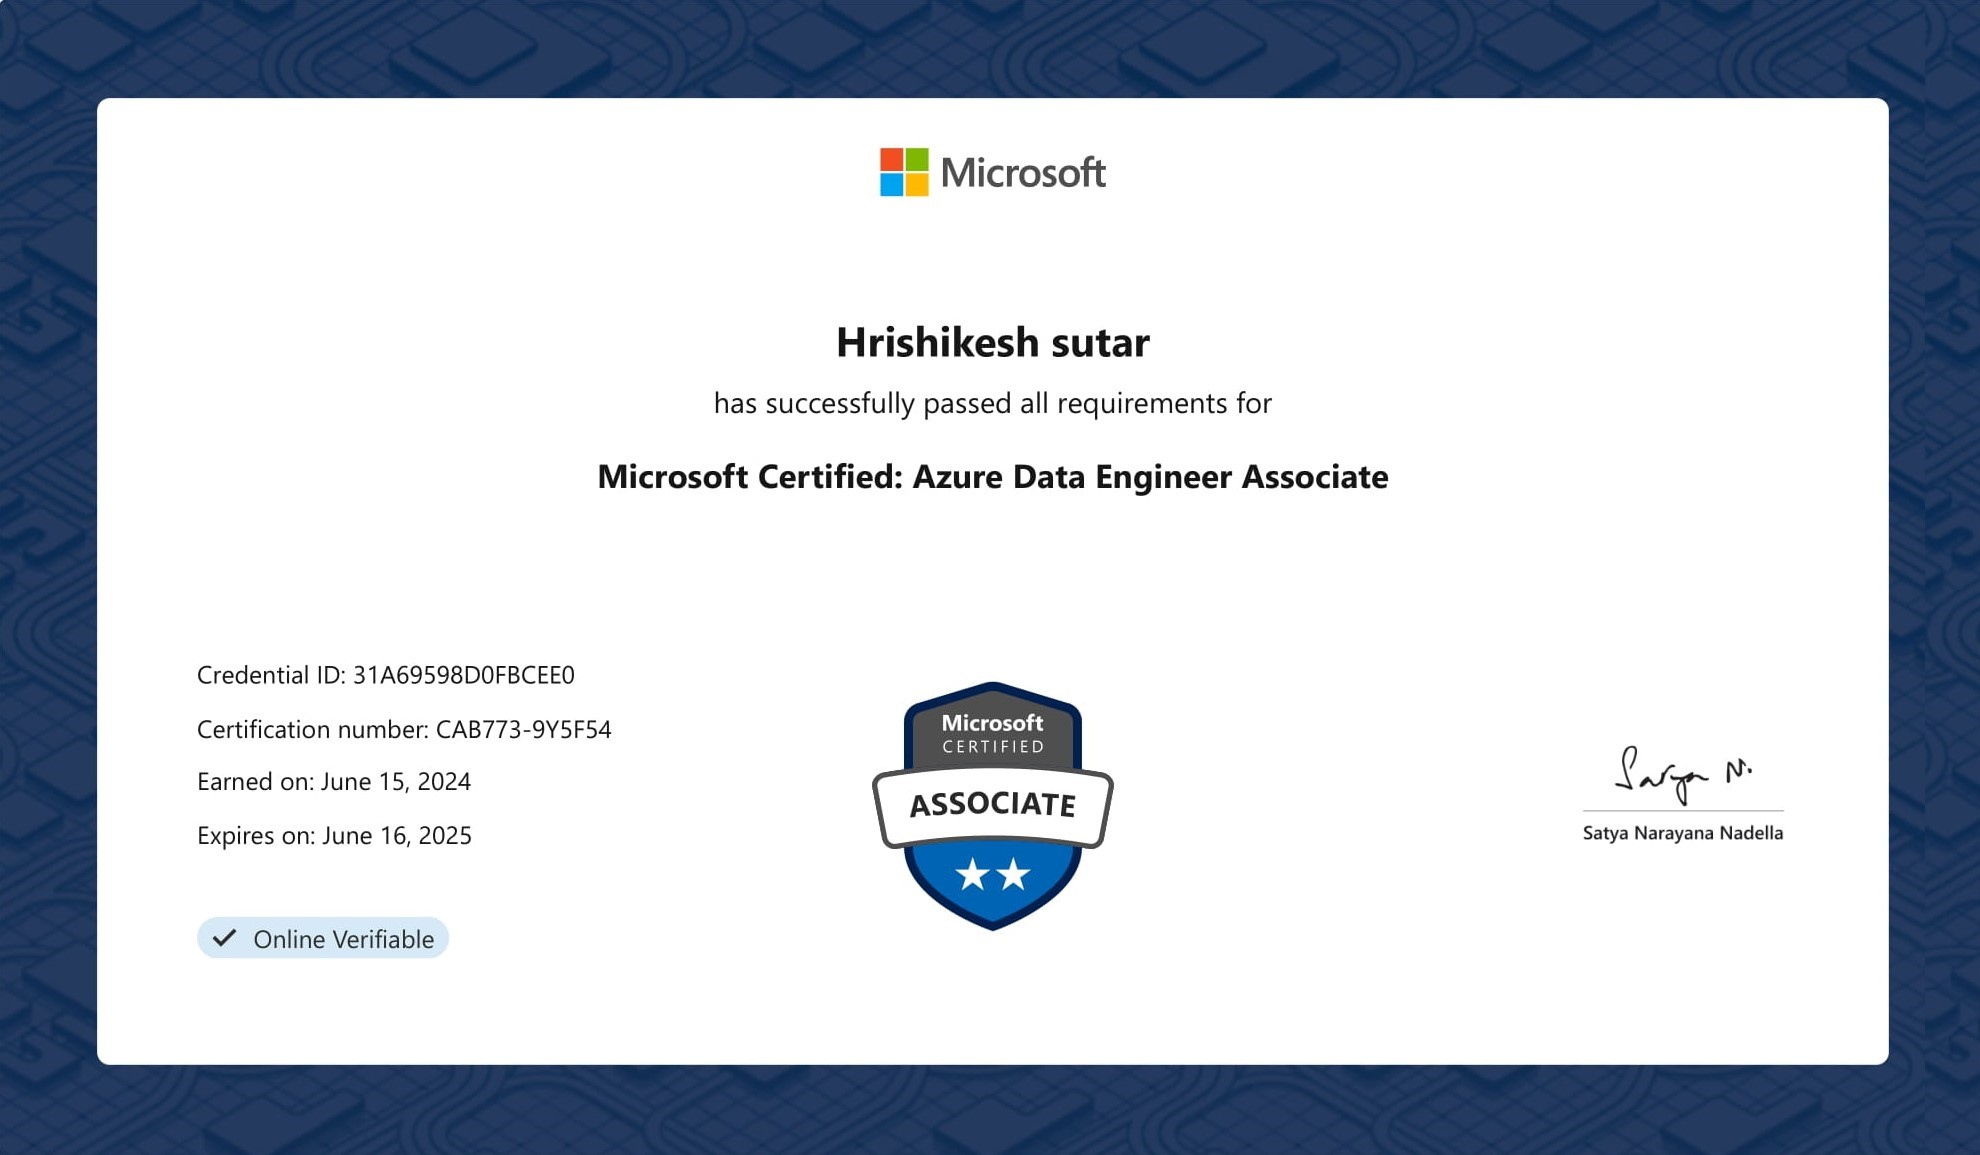 Microsoft
Hrishikesh sutar
has successfully passed all requirements for
Microsoft Certified: Azure Data Engineer Associate
Credential ID: 31A69598D0FBCEE0
Certification number: CAB773-9Y5F54
Earned on: June 15, 2024
Expires on: June 16, 2025
Online Verifiable
Microsoft
CERTIFIED
ASSOCIATE
Satya N.
Satya Narayana Nadella